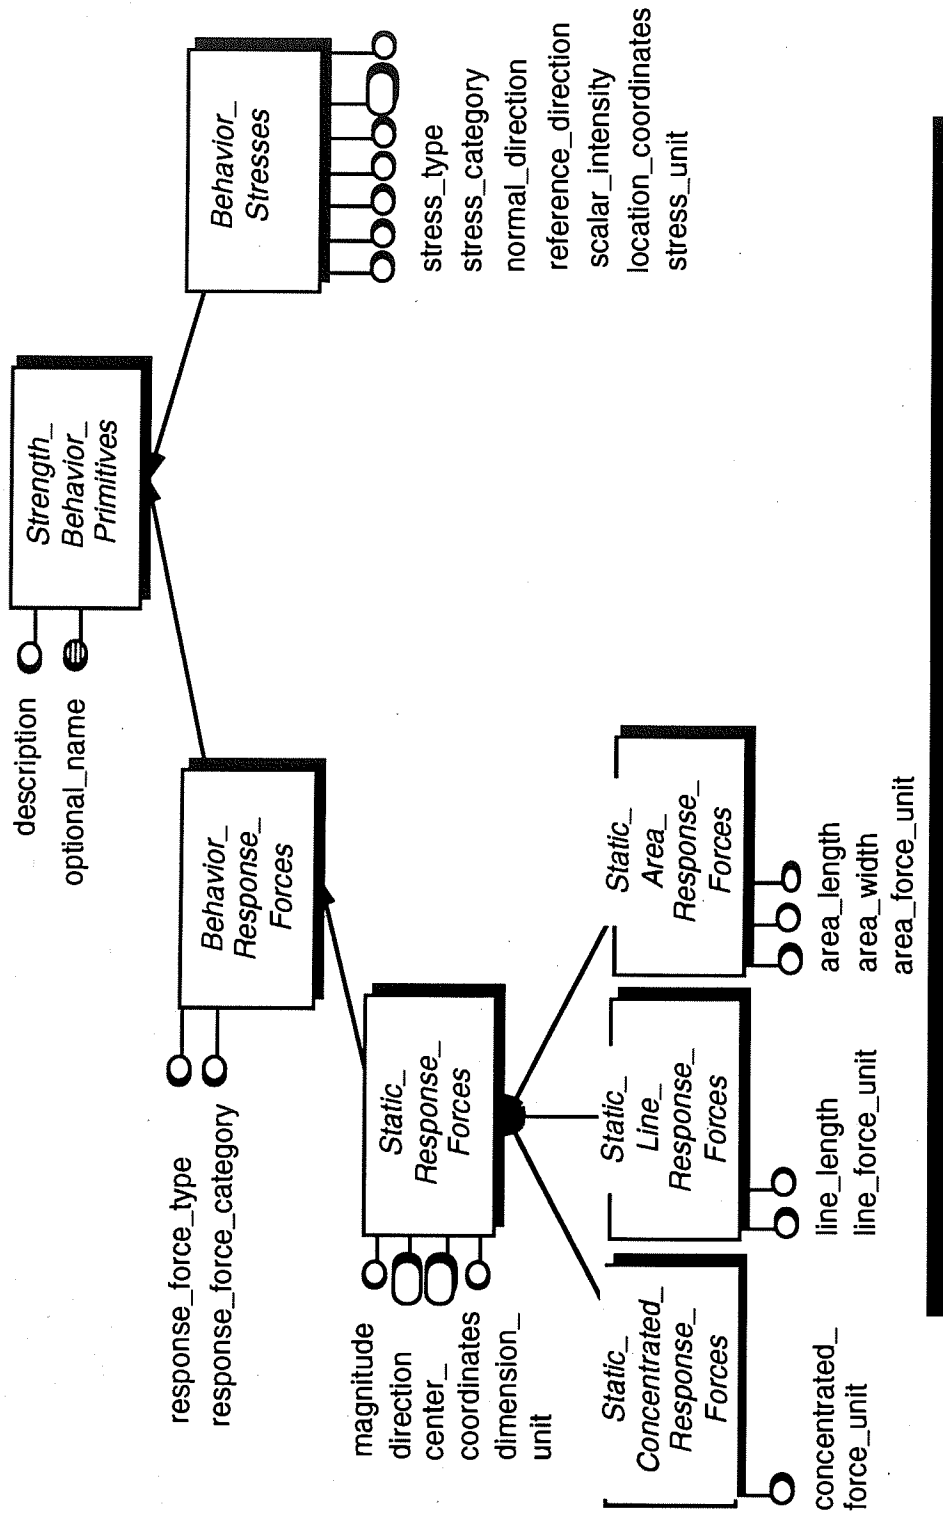 description
optional_name
Strength_
Behavior_
Primitives
response_force_type
response_force_category
Behavior_
Response_
Forces
Behavior_
Stresses
stress_type
stress_category
normal_direction
reference_direction
scalar_intensity
location_coordinates
stress_unit
magnitude
direction
center_
coordinates
dimension_
unit
Static_
Response_
Forces
Static_
Concentrated_
Response_
Forces
concentrated_
force_unit
Static_
Line_
Response_
Forces
line_length
line_force_unit
Static_
Area_
Response_
Forces
area_length
area_width
area_force_unit